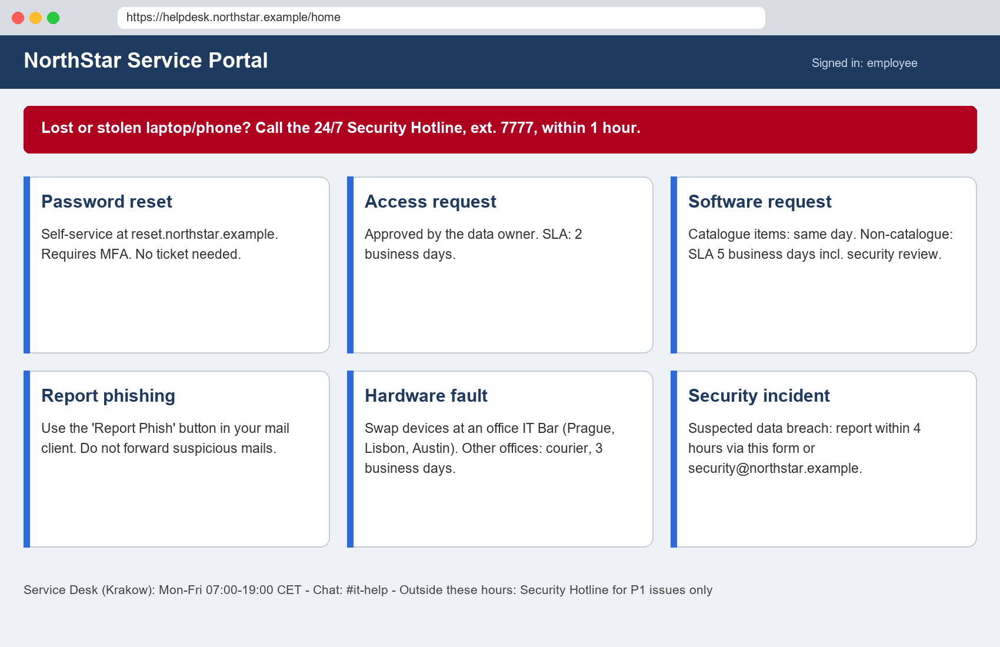 https://helpdesk.northstar.example/home
NorthStar Service Portal
Signed in: employee
Lost or stolen laptop/phone? Call the 24/7 Security Hotline, ext. 7777, within 1 hour.
Password reset
Self-service at reset.northstar.example.
Requires MFA. No ticket needed.
Access request
Approved by the data owner. SLA: 2
business days.
Software request
Catalogue items: same day. Non-catalogue:
SLA 5 business days incl. security review.
Report phishing
Use the 'Report Phish' button in your mail
client. Do not forward suspicious mails.
Hardware fault
Swap devices at an office IT Bar (Prague,
Lisbon, Austin). Other offices: courier, 3
business days.
Security incident
Suspected data breach: report within 4
hours via this form or
security@northstar.example.
Service Desk (Krakow): Mon-Fri 07:00-19:00 CET - Chat: #it-help - Outside these hours: Security Hotline for P1 issues only